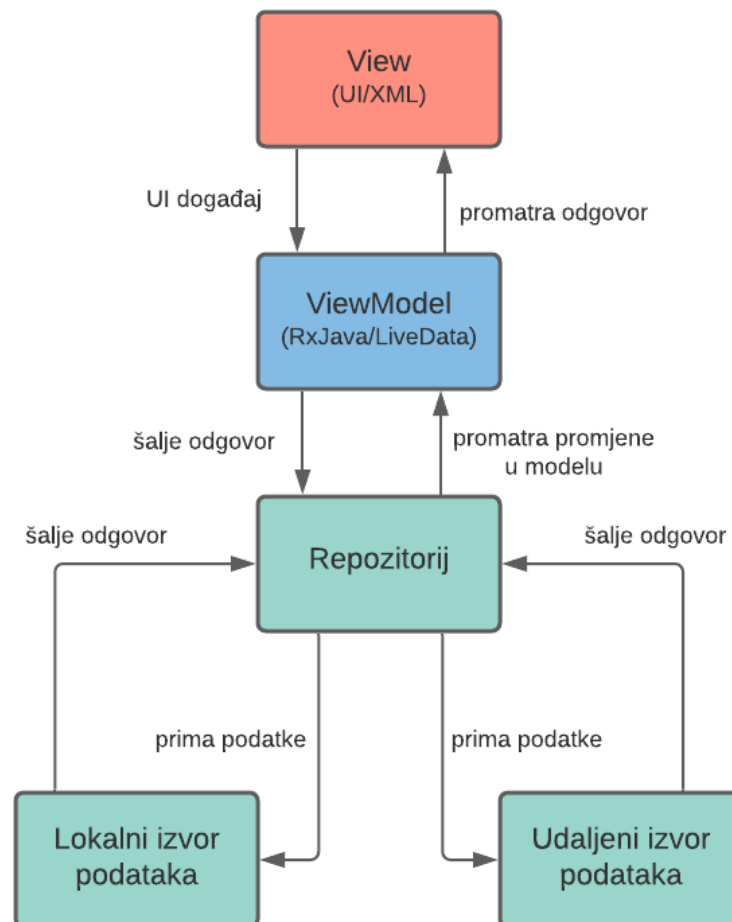 View
(UI/XML)
UI događaj
promatra odgovor
ViewModel
(RxJava/LiveData)
šalje odgovor
promatra promjene
u modelu
šalje odgovor
Repozitorij
šalje odgovor
prima podatke
prima podatke
Lokalni izvor
podataka
Udaljeni izvor
podataka